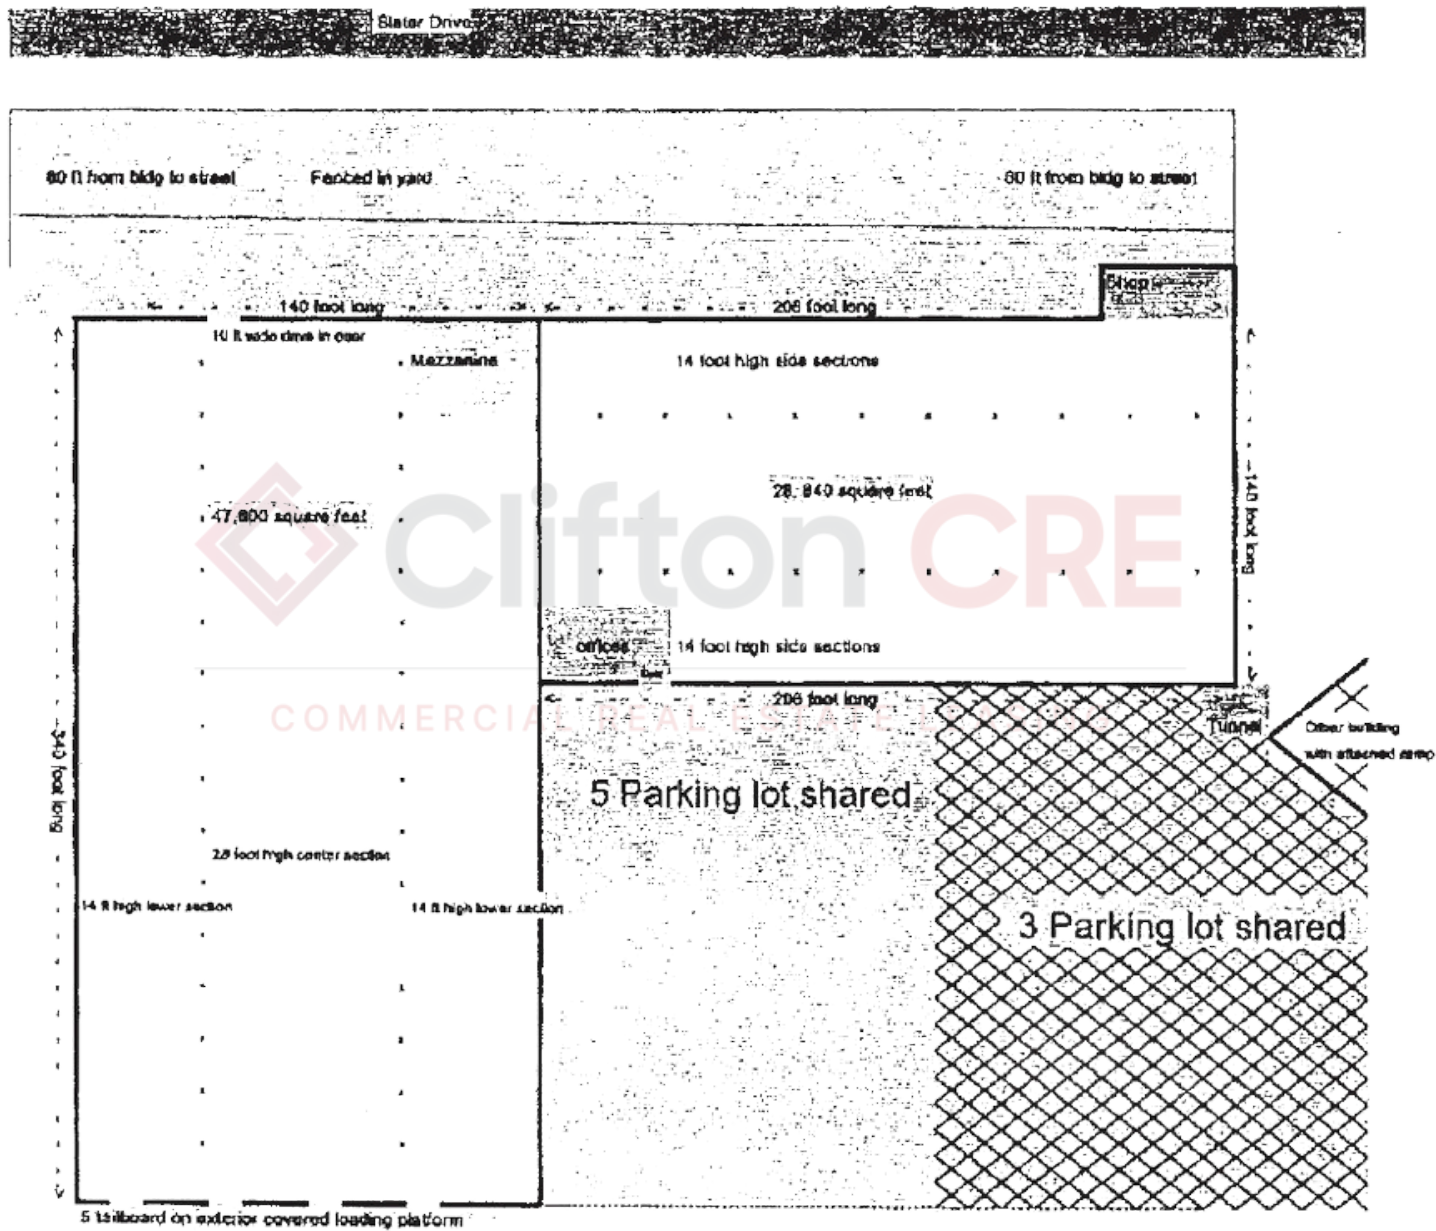 Slater Drive
80 ft from bldg to street
Fenced in yard
60 ft from bldg to street
Shop
140 foot long
206 foot long
10 ft wide drive in door
Mezzanine
14 foot high side sections
28, 840 square feet
47,600 square feet
140 foot long
Clifton CRE
offices
14 foot high side sections
206 foot long
COMMERCIAL REAL ESTATE LEASING
Tunnel
Other building
with attached ramp
340 foot long
5 Parking lot shared
28 foot high center section
14 ft high lower section
14 ft high lower section
3 Parking lot shared
5 tailboard on exterior covered loading platform